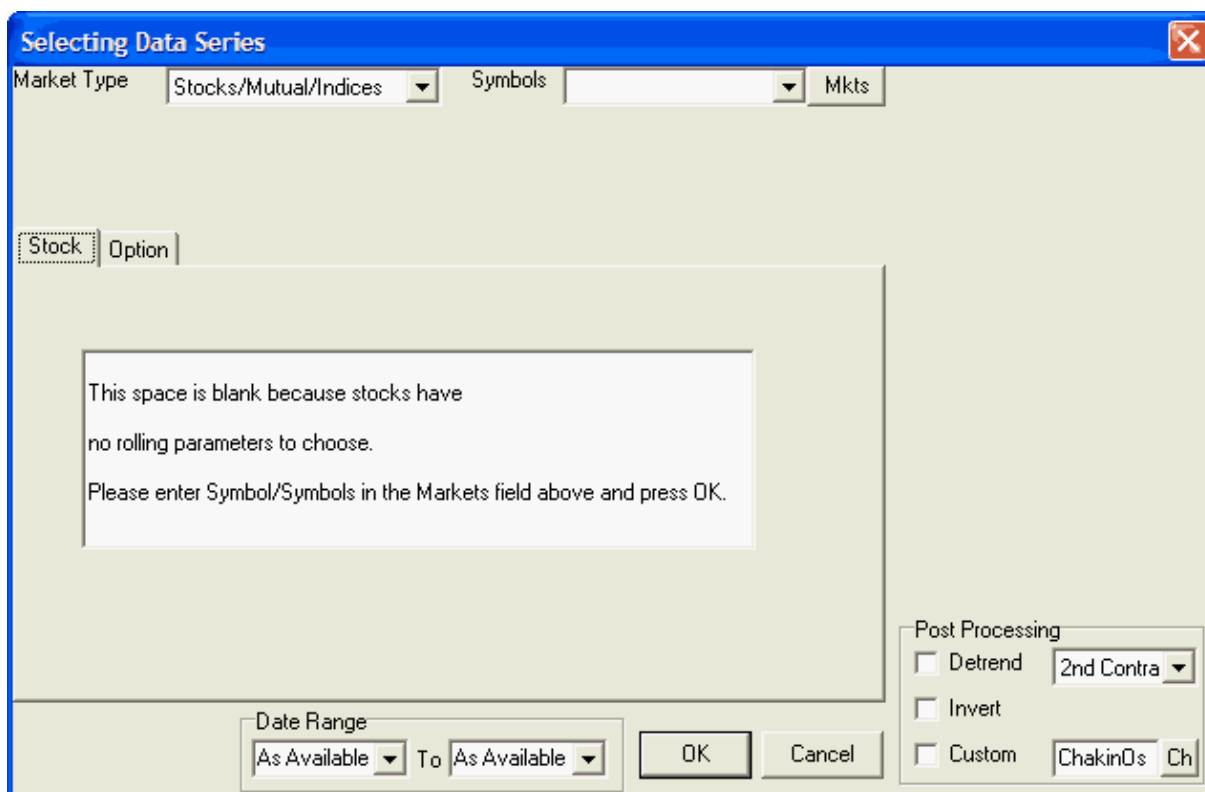 Selecting Data Series
Market Type Stocks/Mutual/Indices Symbols Mkts
Stock Option
This space is blank because stocks have
no rolling parameters to choose.
Please enter Symbol/Symbols in the Markets field above and press OK.
Post Processing
Detrend 2nd Contra
Invert
Custom ChakinOs Ch
Date Range
As Available To As Available OK Cancel